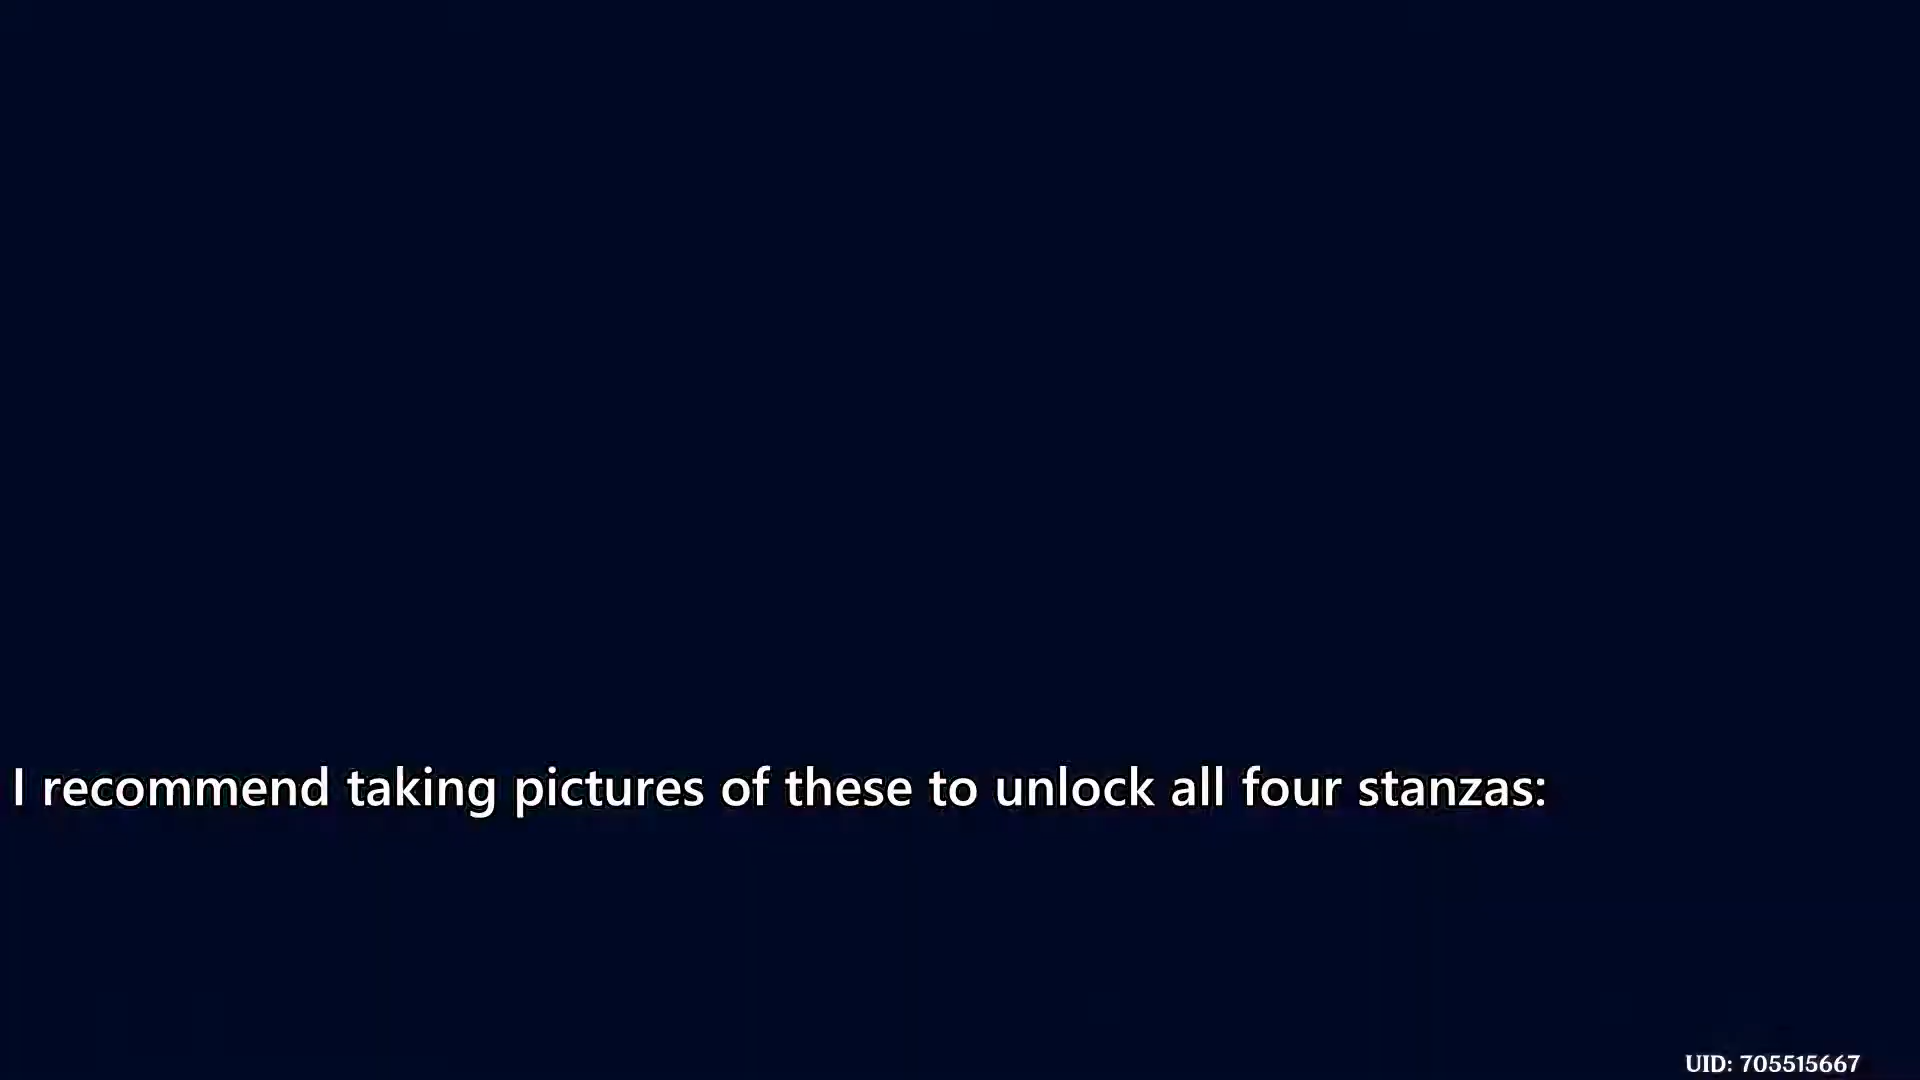 I recommend taking pictures of these to unlock all four stanzas:
UID: 705515667